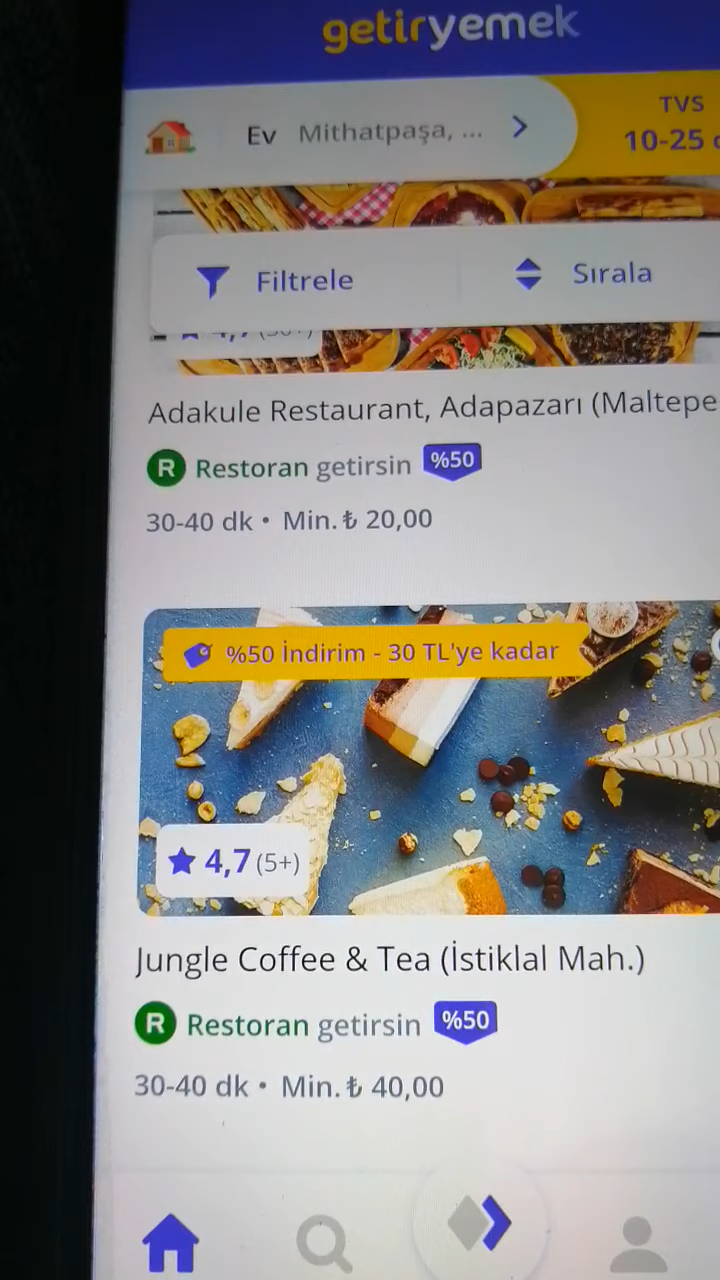 getiryemek
Ev Mithatpaşa, ...
TVS
10-25
Filtrele
Sırala
Adakule Restaurant, Adapazarı (Maltepe
R Restoran getirsin %50
30-40 dk • Min. ₺ 20,00
%50 İndirim - 30 TL'ye kadar
4,7 (5+)
Jungle Coffee & Tea (İstiklal Mah.)
R Restoran getirsin %50
30-40 dk • Min. ₺ 40,00